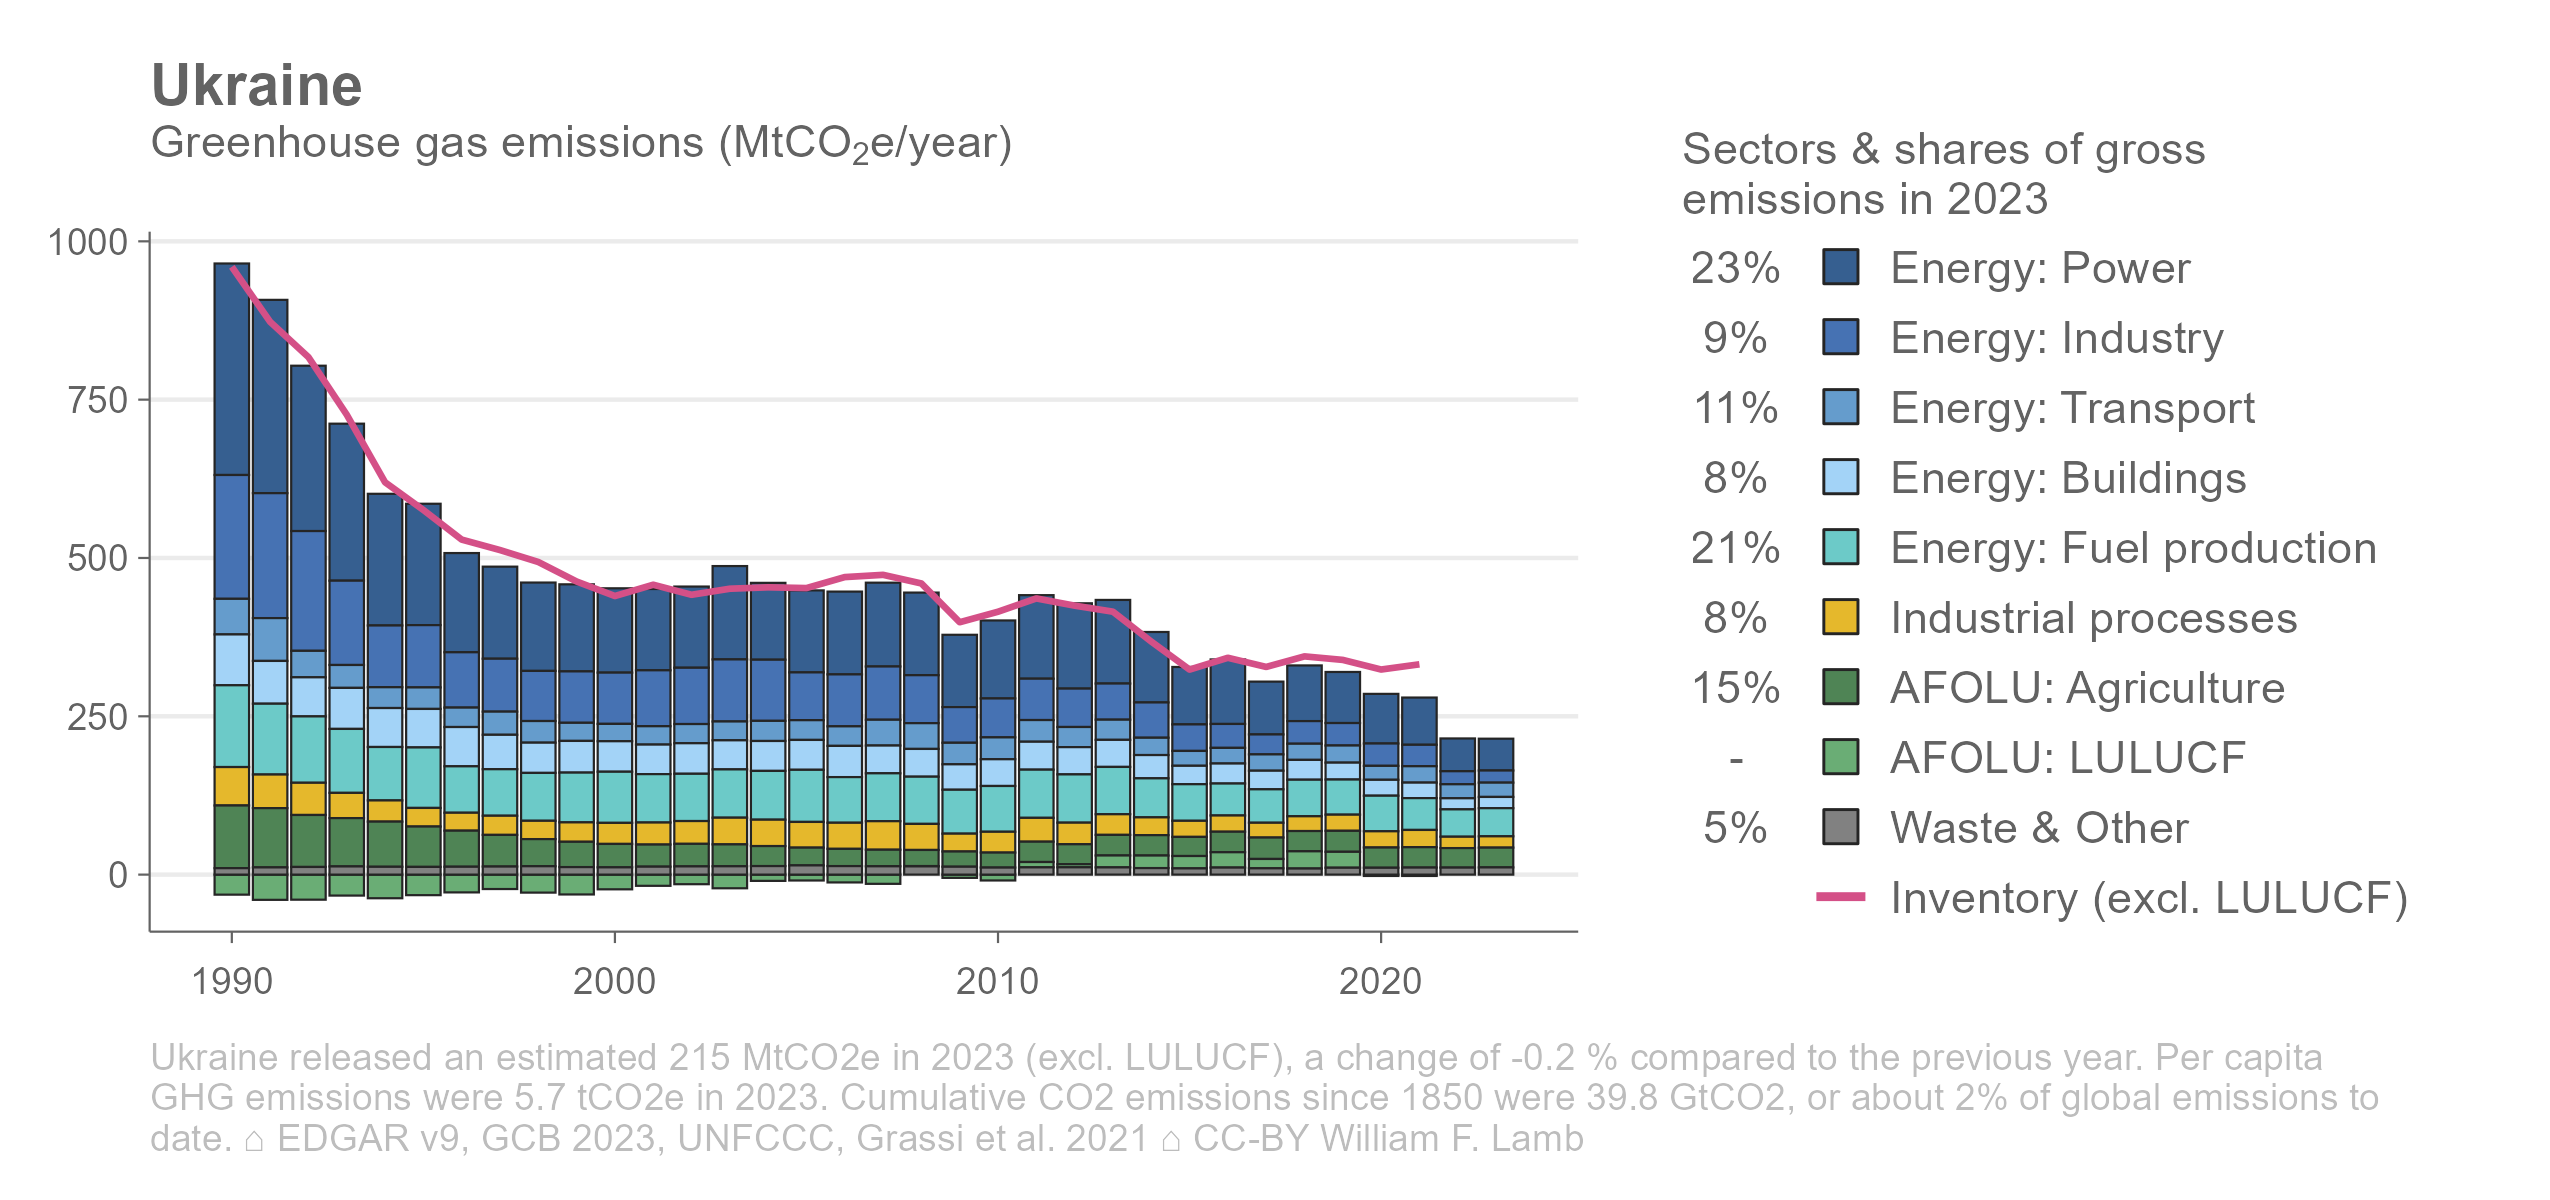 Ukraine
Greenhouse gas emissions (MtCO₂e/year)
1000
750
500
250
0
1990
2000
2010
2020
Sectors & shares of gross
emissions in 2023
23% Energy: Power
9% Energy: Industry
11% Energy: Transport
8% Energy: Buildings
21% Energy: Fuel production
8% Industrial processes
15% AFOLU: Agriculture
- AFOLU: LULUCF
5% Waste & Other
Inventory (excl. LULUCF)
Ukraine released an estimated 215 MtCO2e in 2023 (excl. LULUCF), a change of -0.2 % compared to the previous year. Per capita
GHG emissions were 5.7 tCO2e in 2023. Cumulative CO2 emissions since 1850 were 39.8 GtCO2, or about 2% of global emissions to
date. ⌂ EDGAR v9, GCB 2023, UNFCCC, Grassi et al. 2021 ⌂ CC-BY William F. Lamb